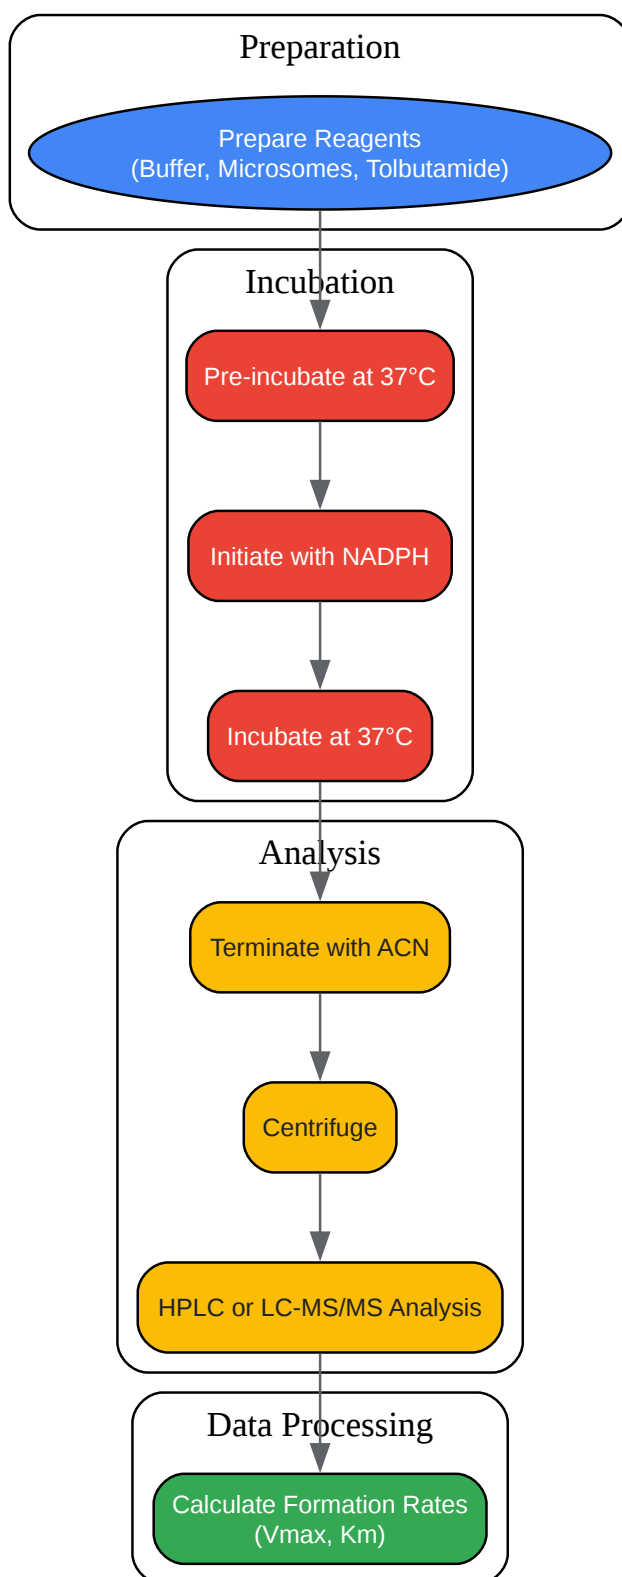 Preparation
Prepare Reagents
(Buffer, Microsomes, Tolbutamide)
Incubation
Pre-incubate at 37°C
Initiate with NADPH
Incubate at 37°C
Analysis
Terminate with ACN
Centrifuge
HPLC or LC-MS/MS Analysis
Data Processing
Calculate Formation Rates
(Vmax, Km)